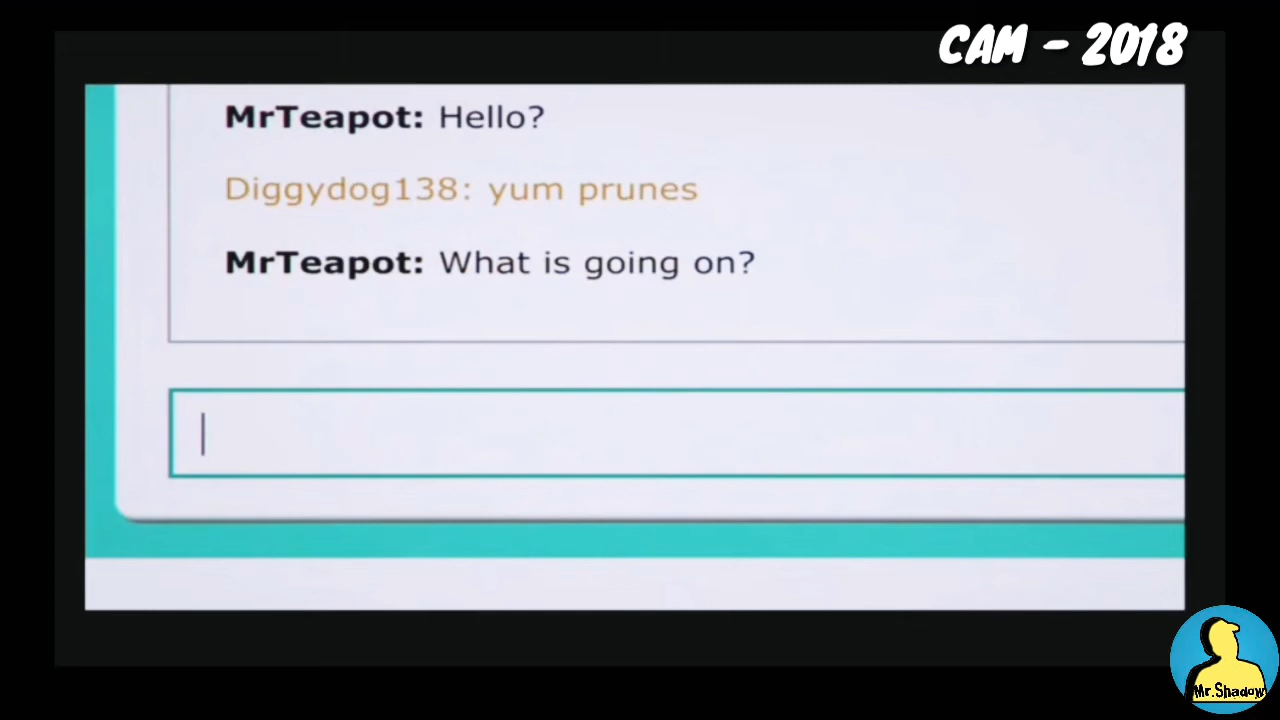 CAM - 2018
MrTeapot: Hello?
Diggydog138: yum prunes
MrTeapot: What is going on?
Mr.Shadow